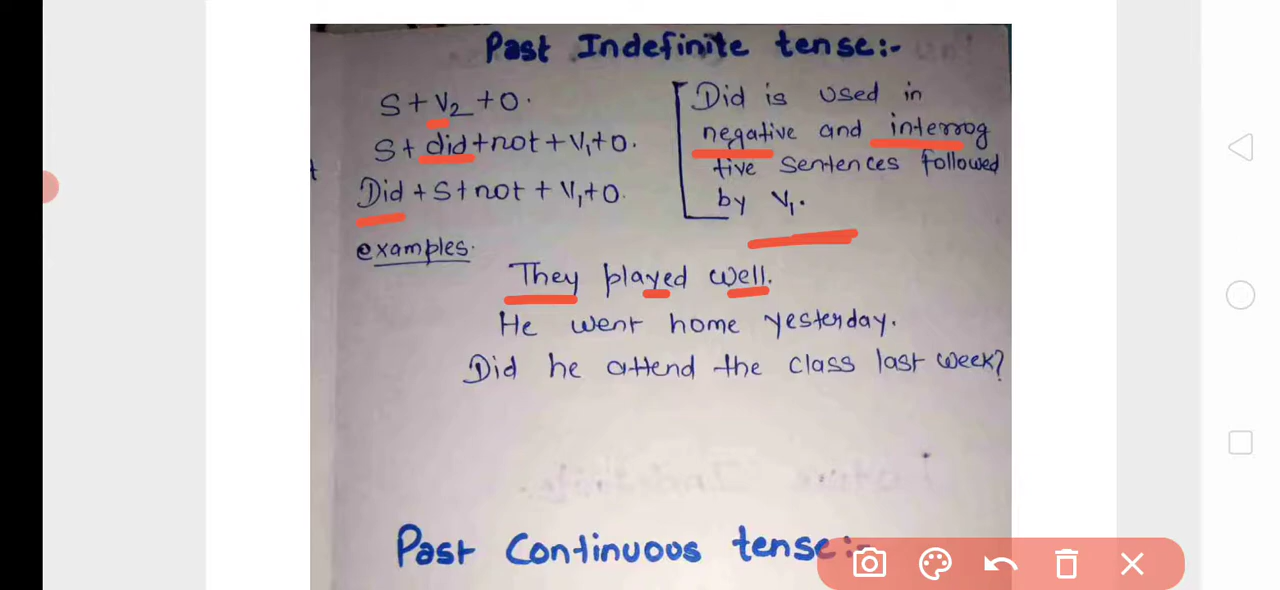 Past Indefinite tense:-
S + V2 + O.
S + did + not + V1 + O.
Did + S + not + V1 + O.
Did is used in
negative and interrog
tive sentences followed
by V1.
t
examples.
They played well.
He went home yesterday.
Did he attend the class last week?
Past Continuous tense:-